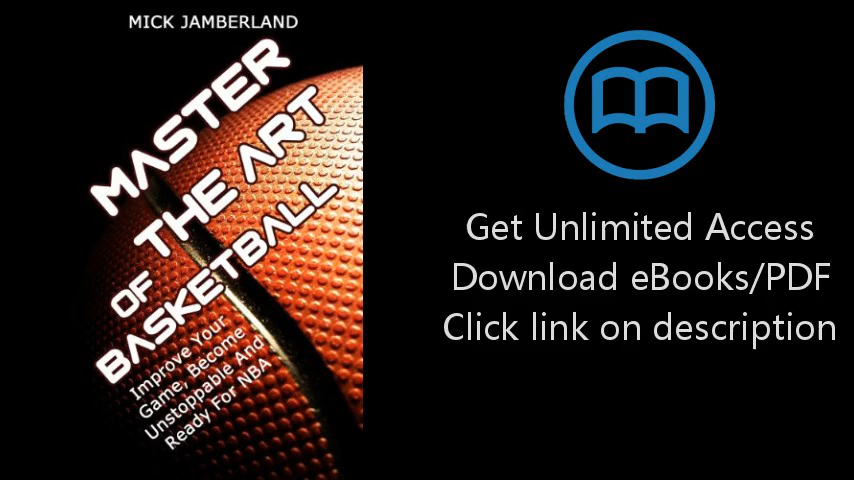 MICK JAMBERLAND
MASTER
OF THE ART
BASKETBALL
Improve Your
Game, Become
Unstoppable And
Ready For NBA
Get Unlimited Access
Download eBooks/PDF
Click link on description